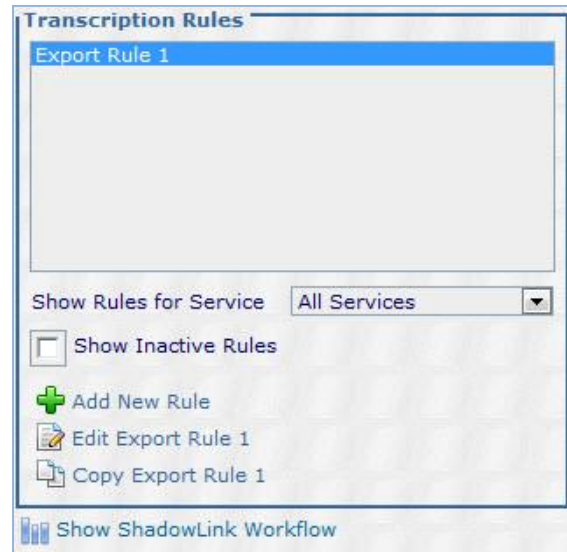 Transcription Rules
Export Rule 1
Show Rules for Service All Services
Show Inactive Rules
Add New Rule
Edit Export Rule 1
Copy Export Rule 1
Show ShadowLink Workflow